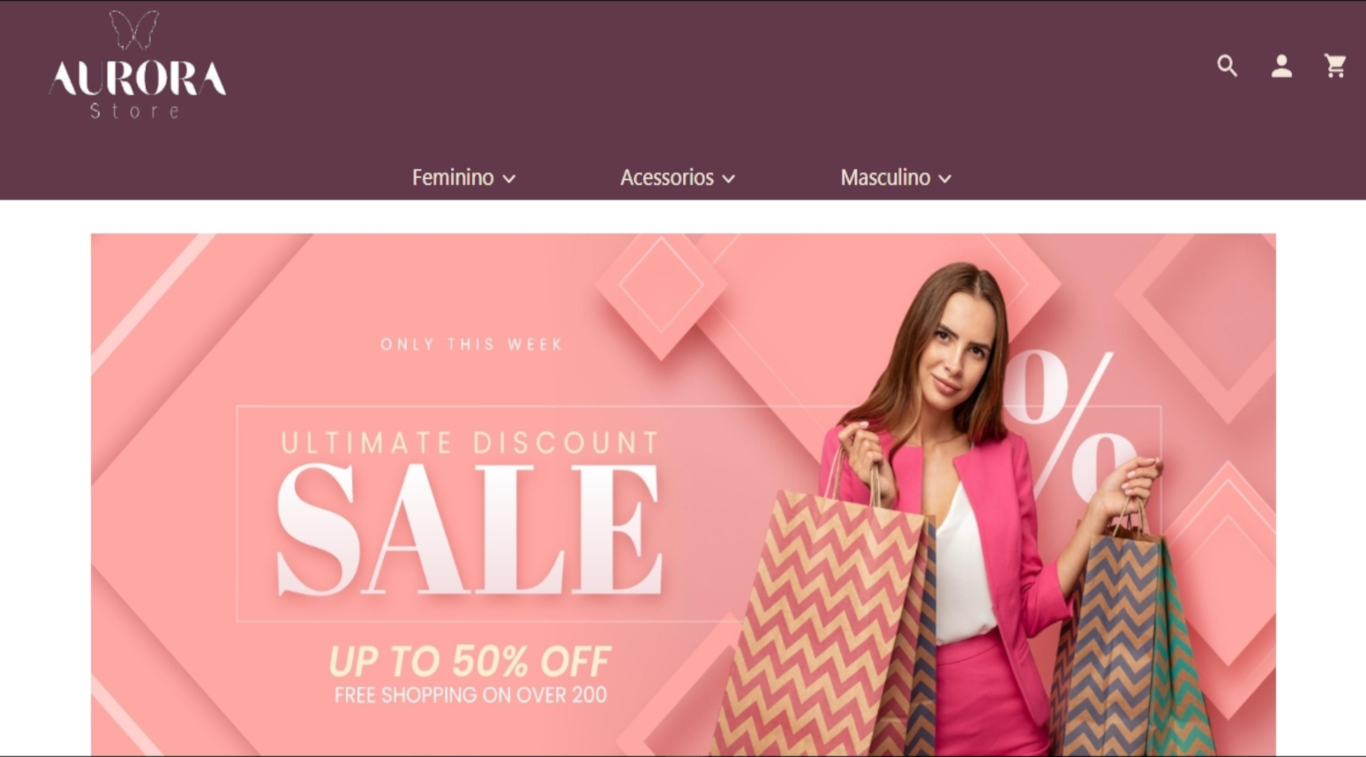 AURORA
Store
Feminino
Acessorios
Masculino
ONLY THIS WEEK
ULTIMATE DISCOUNT
SALE
%
UP TO 50% OFF
FREE SHOPPING ON OVER 200